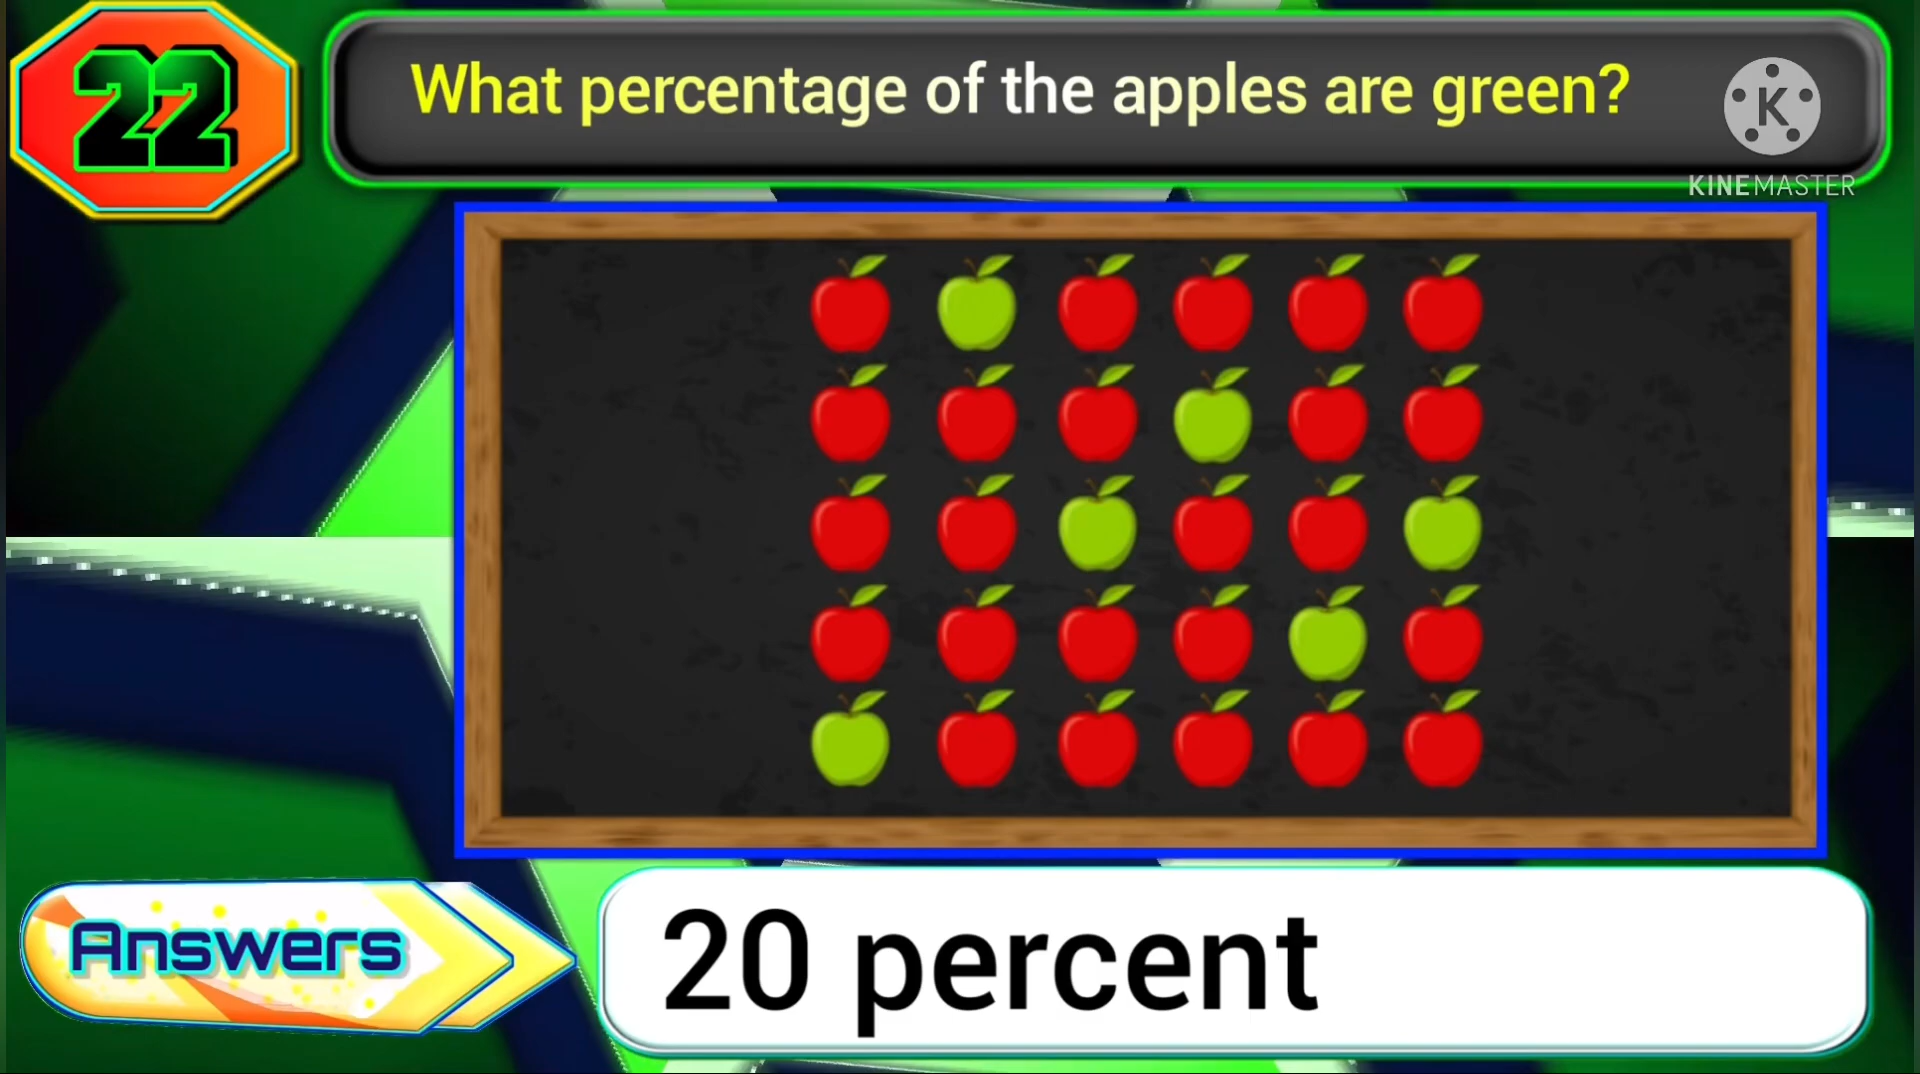 22
What percentage of the apples are green?
K
KINEMASTER
Answers
20 percent